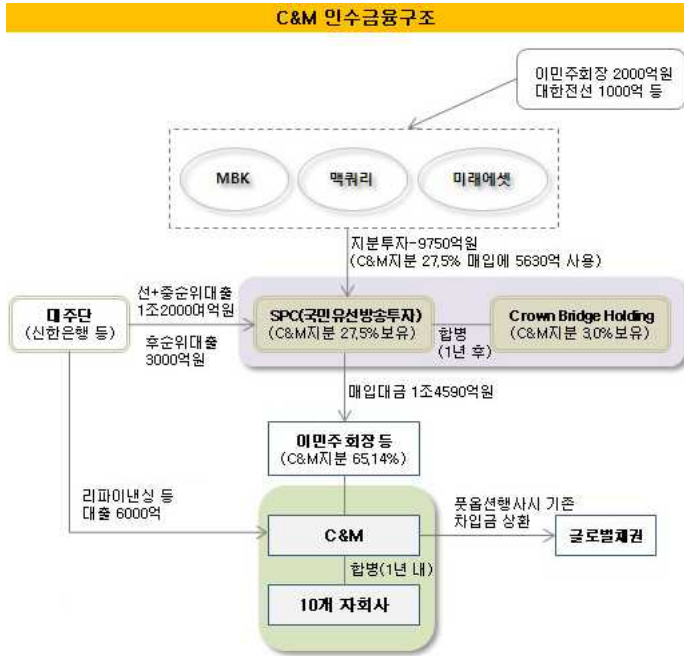 C&M 인수금융구조
이민주회장 2000억원
대한전선 1000억 등
MBK
맥쿼리
미래에셋
지분투자-9750억원
(C&M지분 27,5% 매입에 5630억 사용)
선+중순위대출
1조2000여억원
대주단
(신한은행 등)
후순위대출
3000억원
SPC(국민유선방송투자)
(C&M지분 27,5%보유)
합병
(1년 후)
Crown Bridge Holding
(C&M지분 3,0%보유)
매입대금 1조4590억원
이민주회장 등
(C&M지분 65,14%)
리파이낸싱 등
대출 6000억
C&M
풋옵션행사시 기존
차입금 상환
글로벌채권
합병(1년 내)
10개 자회사